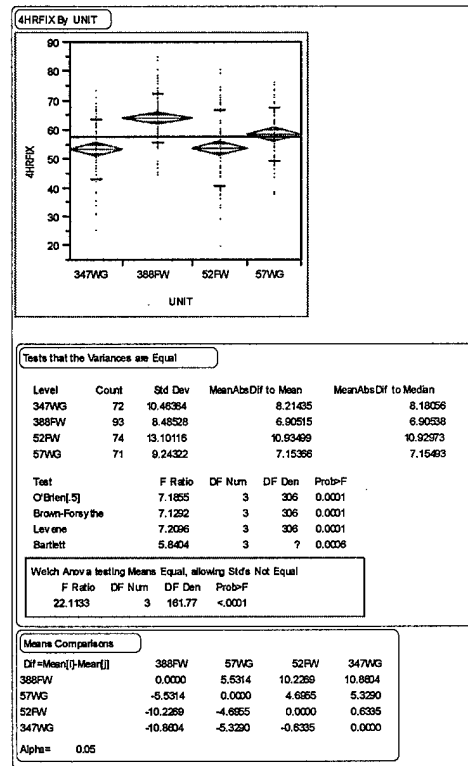 4HRFIX By UNIT
90
80
70
60
50
40
30
20
4HRFIX
347WG 388FW 52FW 57WG
UNIT
Tests that the Variances are Equal
Level Count Std Dev MeanAbsDif to Mean MeanAbsDif to Median
347WG 72 10.46364 8.21435 8.18056
388FW 93 8.48528 6.90515 6.90538
52FW 74 13.10116 10.93499 10.92973
57WG 71 9.24322 7.15366 7.15493
Test F Ratio DF Num DF Den Prob>F
O'Brien[.5] 7.1855 3 306 0.0001
Brown-Forsythe 7.1292 3 306 0.0001
Levene 7.2096 3 306 0.0001
Bartlett 5.8404 3 ? 0.0006
Welch Anova testing Means Equal, allowing Std's Not Equal
F Ratio DF Num DF Den Prob>F
22.1133 3 161.77 <.0001
Means Comparisons
Dif=Mean[i]-Mean[j] 388FW 57WG 52FW 347WG
388FW 0.0000 5.5314 10.2269 10.8604
57WG -5.5314 0.0000 4.6955 5.3290
52FW -10.2269 -4.6955 0.0000 0.6335
347WG -10.8604 -5.3290 -0.6335 0.0000
Alpha= 0.05